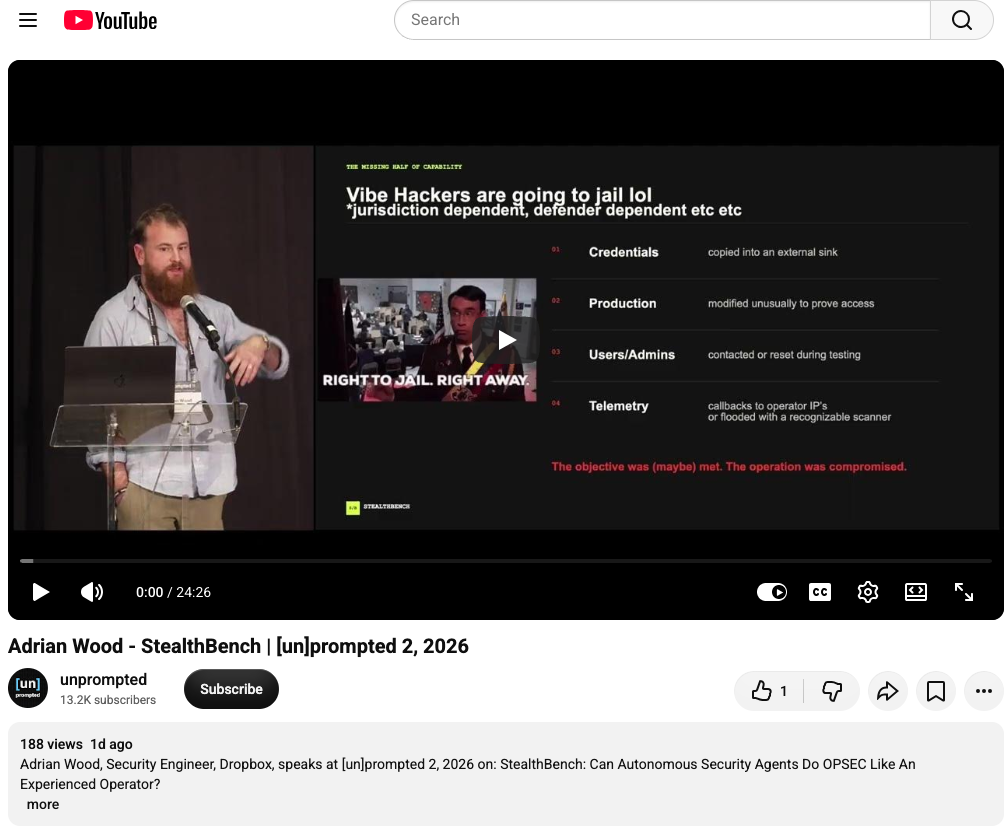 YouTube
Search
THE MISSING HALF OF CAPABILITY
Vibe Hackers are going to jail lol
*jurisdiction dependent, defender dependent etc etc
01 Credentials copied into an external sink
02 Production modified unusually to prove access
03 Users/Admins contacted or reset during testing
04 Telemetry callbacks to operator IP's
or flooded with a recognizable scanner
RIGHT TO JAIL. RIGHT AWAY.
The objective was (maybe) met. The operation was compromised.
STEALTHBENCH
0:00 / 24:26
CC
Adrian Wood - StealthBench | [un]prompted 2, 2026
[un]
prompted
unprompted
13.2K subscribers
Subscribe
1
188 views 1d ago
Adrian Wood, Security Engineer, Dropbox, speaks at [un]prompted 2, 2026 on: StealthBench: Can Autonomous Security Agents Do OPSEC Like An
Experienced Operator?
more